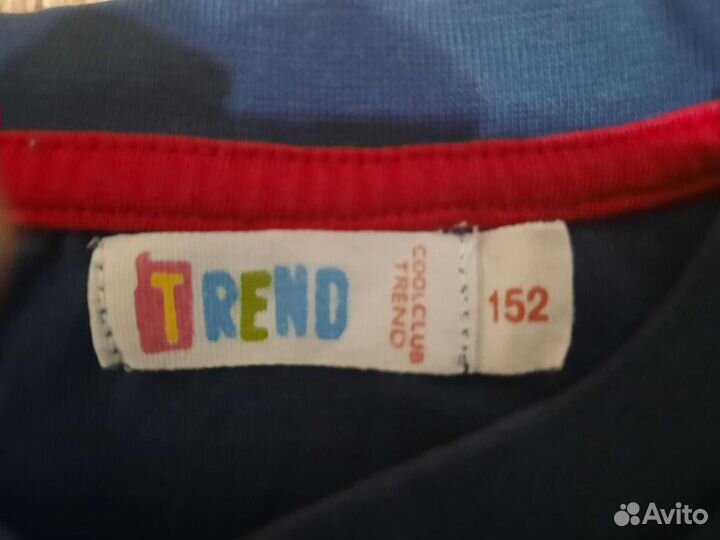 TREND
COOLCLUB
TREND
152
Avito